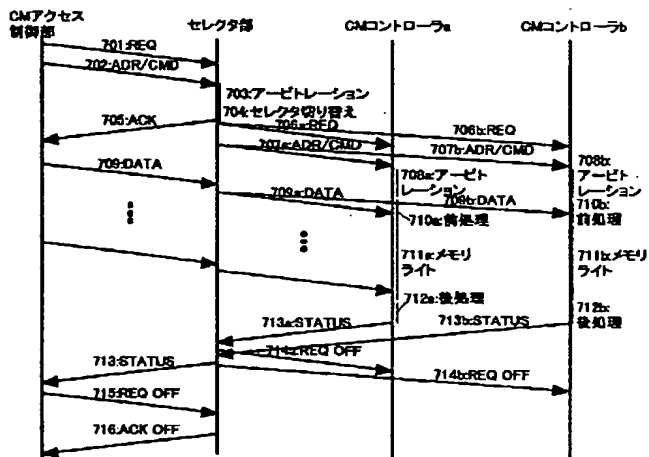 CMアクセス
制御部
セレクタ部
CMコントローラa
CMコントローラb
701:REQ
702:ADR/CMD
703:アービトレーション
704:セレクタ切り替え
705:ACK
706a:REQ
706b:REQ
707a:ADR/CMD
707b:ADR/CMD
708a:アービト
レーション
708b:
アービト
レーション
709:DATA
709a:DATA
709b:DATA
710a:前処理
710b:
前処理
711a:メモリ
ライト
711b:メモリ
ライト
712a:後処理
712b:
後処理
713a:STATUS
713b:STATUS
714a:REQ OFF
713:STATUS
714b:REQ OFF
715:REQ OFF
716:ACK OFF